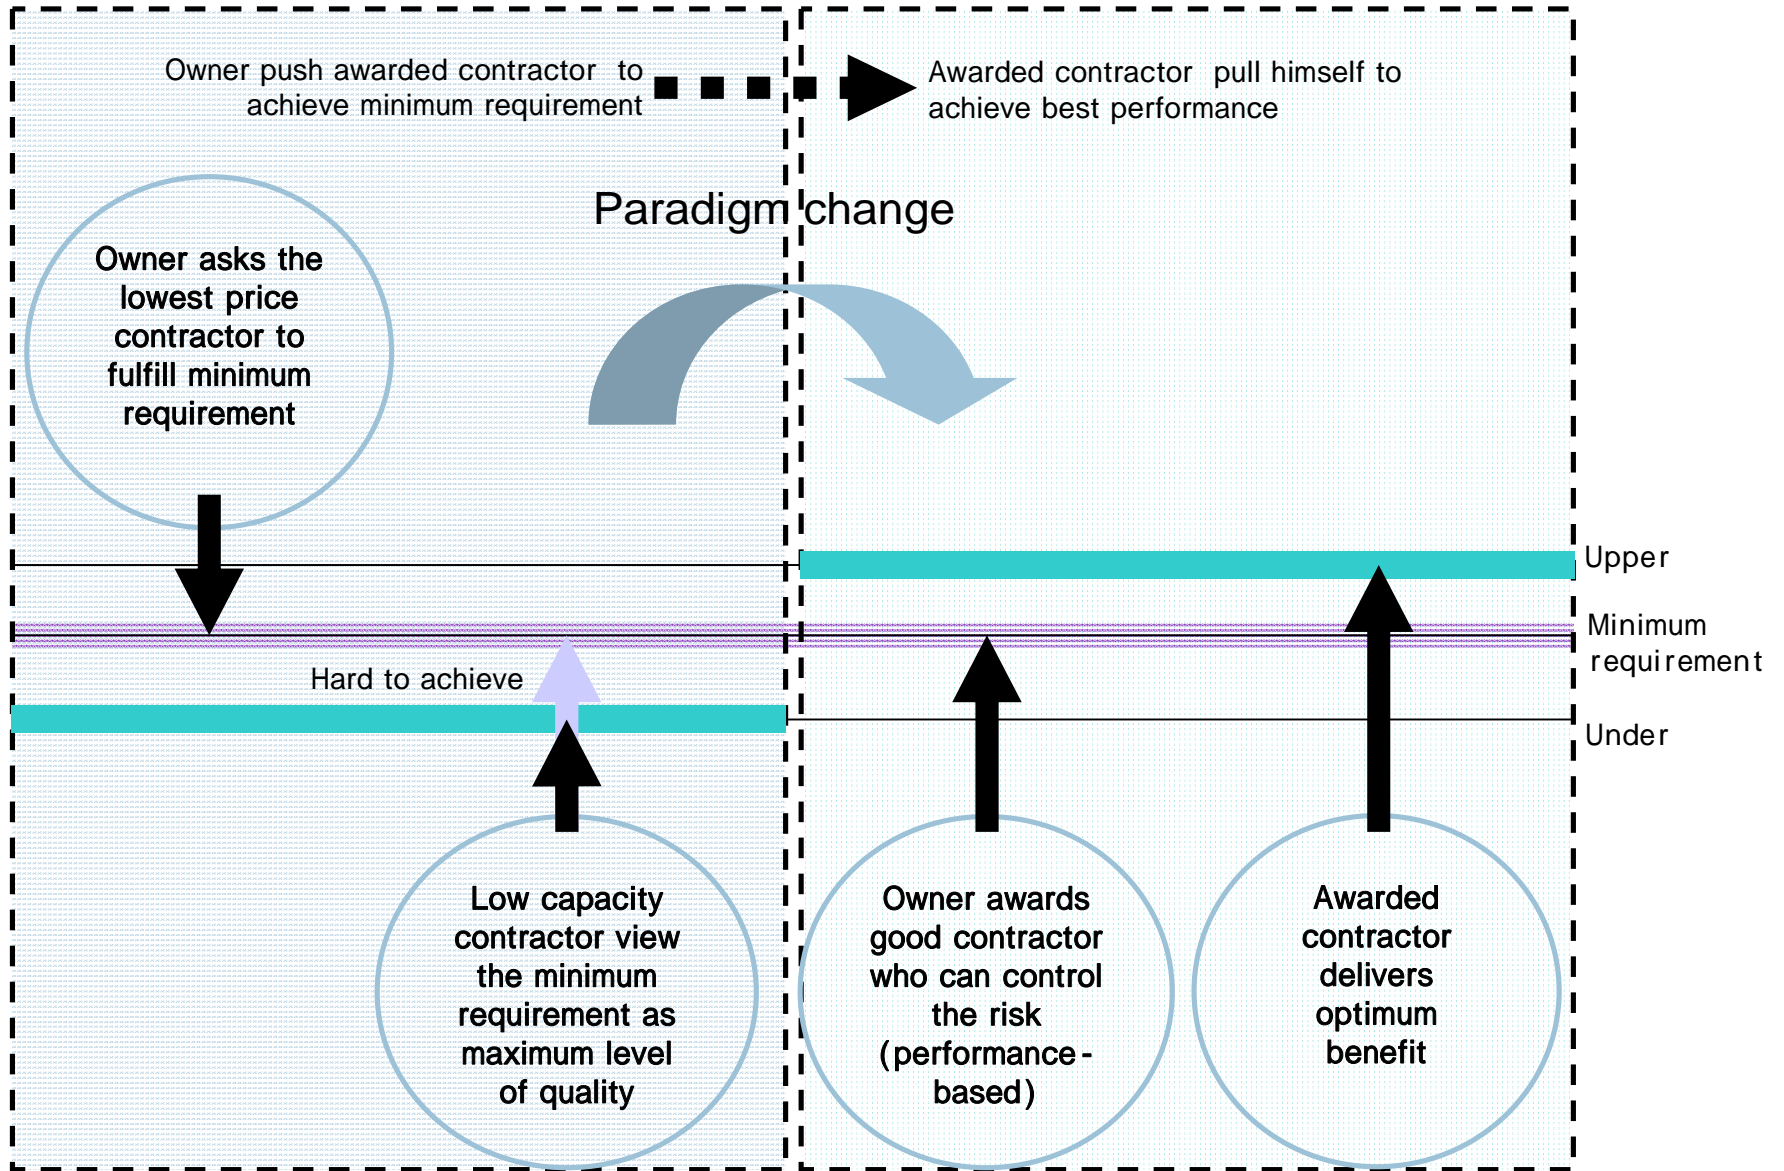 Owner push awarded contractor to
achieve minimum requirement
Awarded contractor pull himself to
achieve best performance
Paradigm change
Owner asks the
lowest price
contractor to
fulfill minimum
requirement
Upper
Minimum
requirement
Hard to achieve
Under
Low capacity
contractor view
the minimum
requirement as
maximum level
of quality
Owner awards
good contractor
who can control
the risk
(performance-
based)
Awarded
contractor
delivers
optimum
benefit